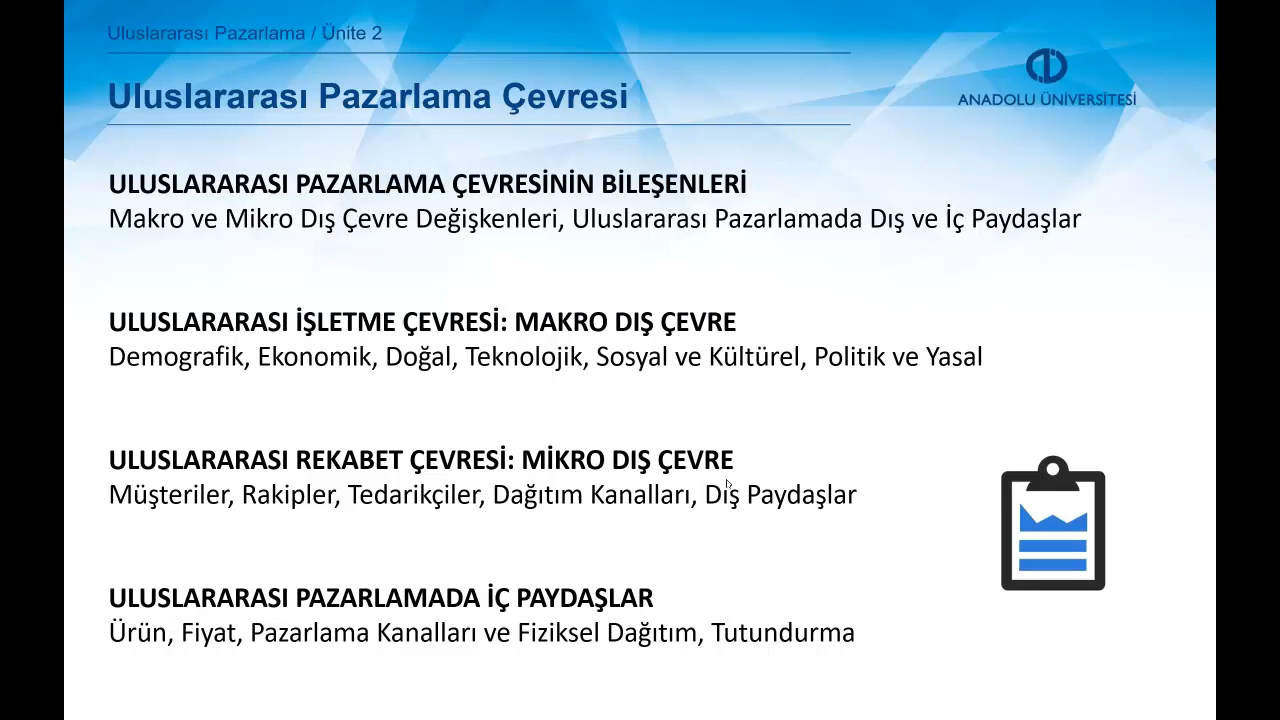 Uluslararası Pazarlama / Ünite 2
Uluslararası Pazarlama Çevresi
ANADOLU ÜNİVERSİTESİ
ULUSLARARASI PAZARLAMA ÇEVRESİNİN BİLEŞENLERİ
Makro ve Mikro Dış Çevre Değişkenleri, Uluslararası Pazarlamada Dış ve İç Paydaşlar
ULUSLARARASI İŞLETME ÇEVRESİ: MAKRO DIŞ ÇEVRE
Demografik, Ekonomik, Doğal, Teknolojik, Sosyal ve Kültürel, Politik ve Yasal
ULUSLARARASI REKABET ÇEVRESİ: MİKRO DIŞ ÇEVRE
Müşteriler, Rakipler, Tedarikçiler, Dağıtım Kanalları, Dış Paydaşlar
ULUSLARARASI PAZARLAMADA İÇ PAYDAŞLAR
Ürün, Fiyat, Pazarlama Kanalları ve Fiziksel Dağıtım, Tutundurma